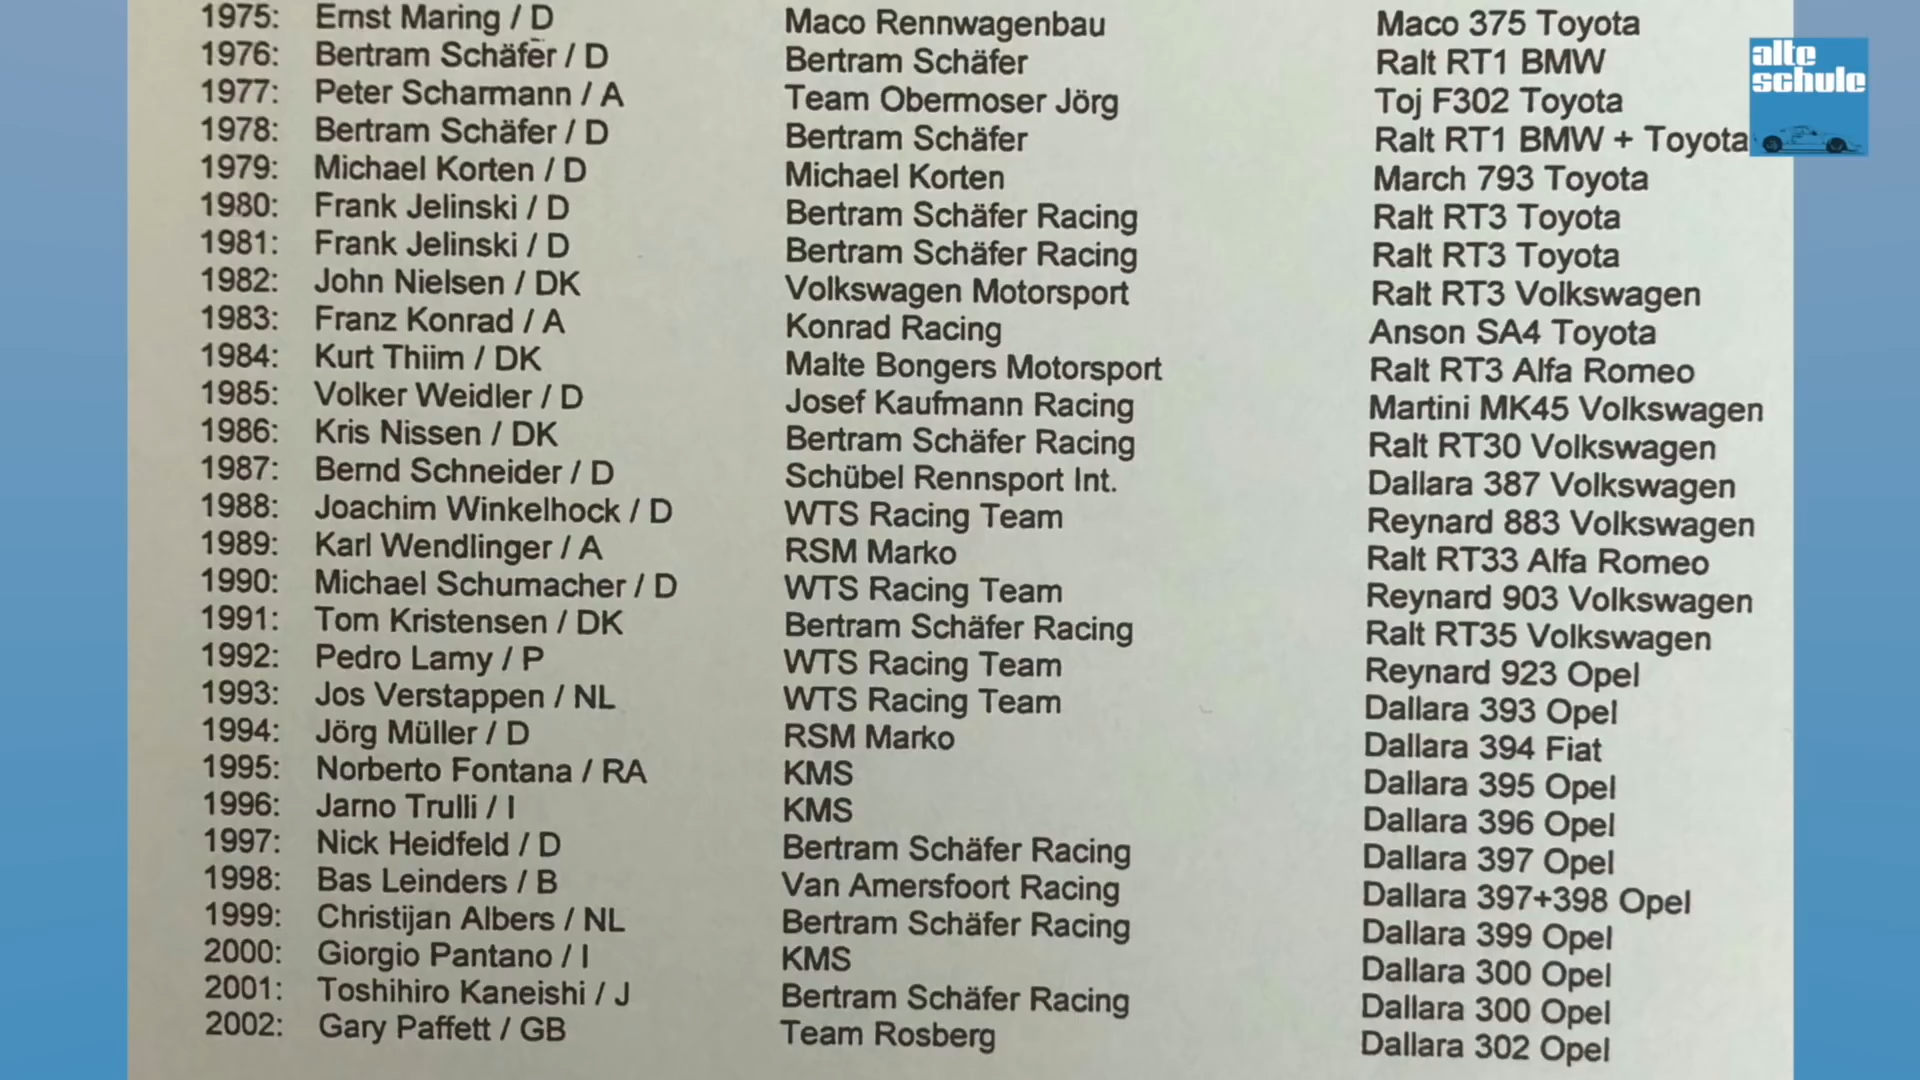 1975: Ernst Maring / D Maco Rennwagenbau Maco 375 Toyota
1976: Bertram Schäfer / D Bertram Schäfer Ralt RT1 BMW
1977: Peter Scharmann / A Team Obermoser Jörg Toj F302 Toyota
1978: Bertram Schäfer / D Bertram Schäfer Ralt RT1 BMW + Toyota
1979: Michael Korten / D Michael Korten March 793 Toyota
1980: Frank Jelinski / D Bertram Schäfer Racing Ralt RT3 Toyota
1981: Frank Jelinski / D Bertram Schäfer Racing Ralt RT3 Toyota
1982: John Nielsen / DK Volkswagen Motorsport Ralt RT3 Volkswagen
1983: Franz Konrad / A Konrad Racing Anson SA4 Toyota
1984: Kurt Thiim / DK Malte Bongers Motorsport Ralt RT3 Alfa Romeo
1985: Volker Weidler / D Josef Kaufmann Racing Martini MK45 Volkswagen
1986: Kris Nissen / DK Bertram Schäfer Racing Ralt RT30 Volkswagen
1987: Bernd Schneider / D Schübel Rennsport Int. Dallara 387 Volkswagen
1988: Joachim Winkelhock / D WTS Racing Team Reynard 883 Volkswagen
1989: Karl Wendlinger / A RSM Marko Ralt RT33 Alfa Romeo
1990: Michael Schumacher / D WTS Racing Team Reynard 903 Volkswagen
1991: Tom Kristensen / DK Bertram Schäfer Racing Ralt RT35 Volkswagen
1992: Pedro Lamy / P WTS Racing Team Reynard 923 Opel
1993: Jos Verstappen / NL WTS Racing Team Dallara 393 Opel
1994: Jörg Müller / D RSM Marko Dallara 394 Fiat
1995: Norberto Fontana / RA KMS Dallara 395 Opel
1996: Jarno Trulli / I KMS Dallara 396 Opel
1997: Nick Heidfeld / D Bertram Schäfer Racing Dallara 397 Opel
1998: Bas Leinders / B Van Amersfoort Racing Dallara 397+398 Opel
1999: Christijan Albers / NL Bertram Schäfer Racing Dallara 399 Opel
2000: Giorgio Pantano / I KMS Dallara 300 Opel
2001: Toshihiro Kaneishi / J Bertram Schäfer Racing Dallara 300 Opel
2002: Gary Paffett / GB Team Rosberg Dallara 302 Opel
alte
schule